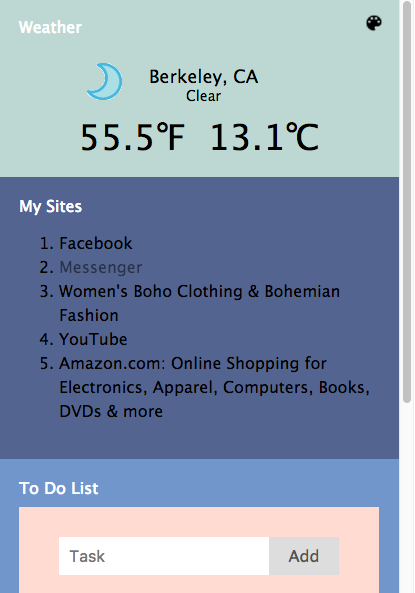 Weather
Berkeley, CA
Clear
55.5℉ 13.1℃
My Sites
1. Facebook
2. Messenger
3. Women's Boho Clothing & Bohemian
Fashion
4. YouTube
5. Amazon.com: Online Shopping for
Electronics, Apparel, Computers, Books,
DVDs & more
To Do List
Task Add